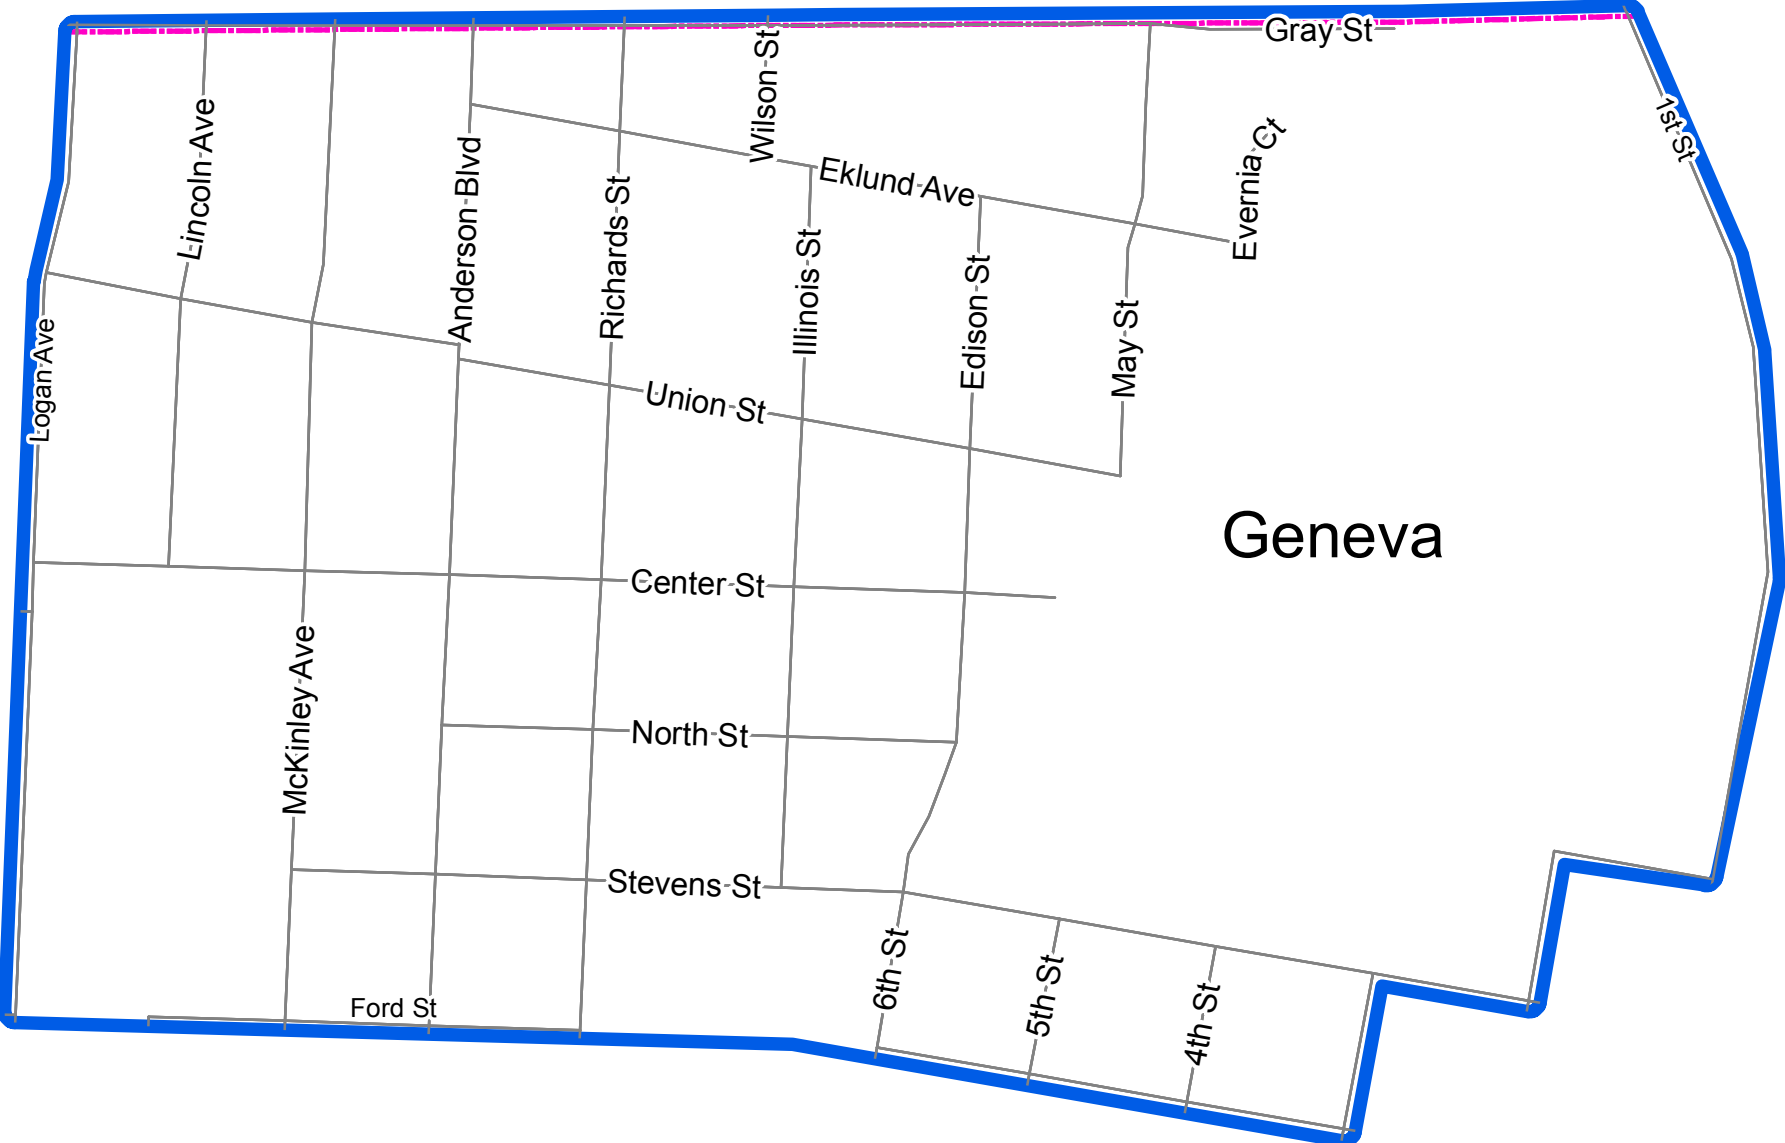 Gray St
Wilson St
1st St
Lincoln Ave
Evernia Ct
Anderson Blvd
Eklund Ave
Richards St
Illinois St
Edison St
May St
Logan Ave
Union St
Geneva
Center St
McKinley Ave
North St
Stevens St
6th St
5th St
4th St
Ford St